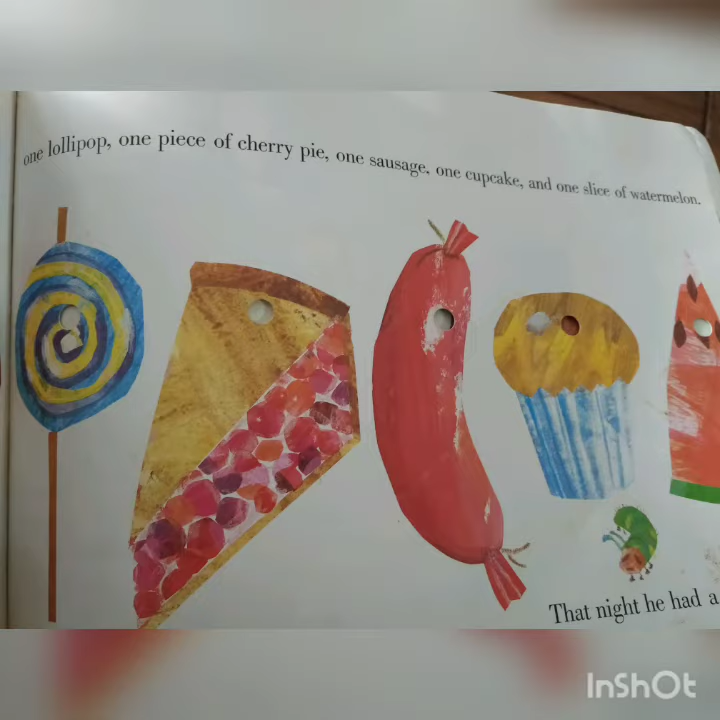 one lollipop, one piece of cherry pie, one sausage, one cupcake, and one slice of watermelon.
That night he had a
InShOt